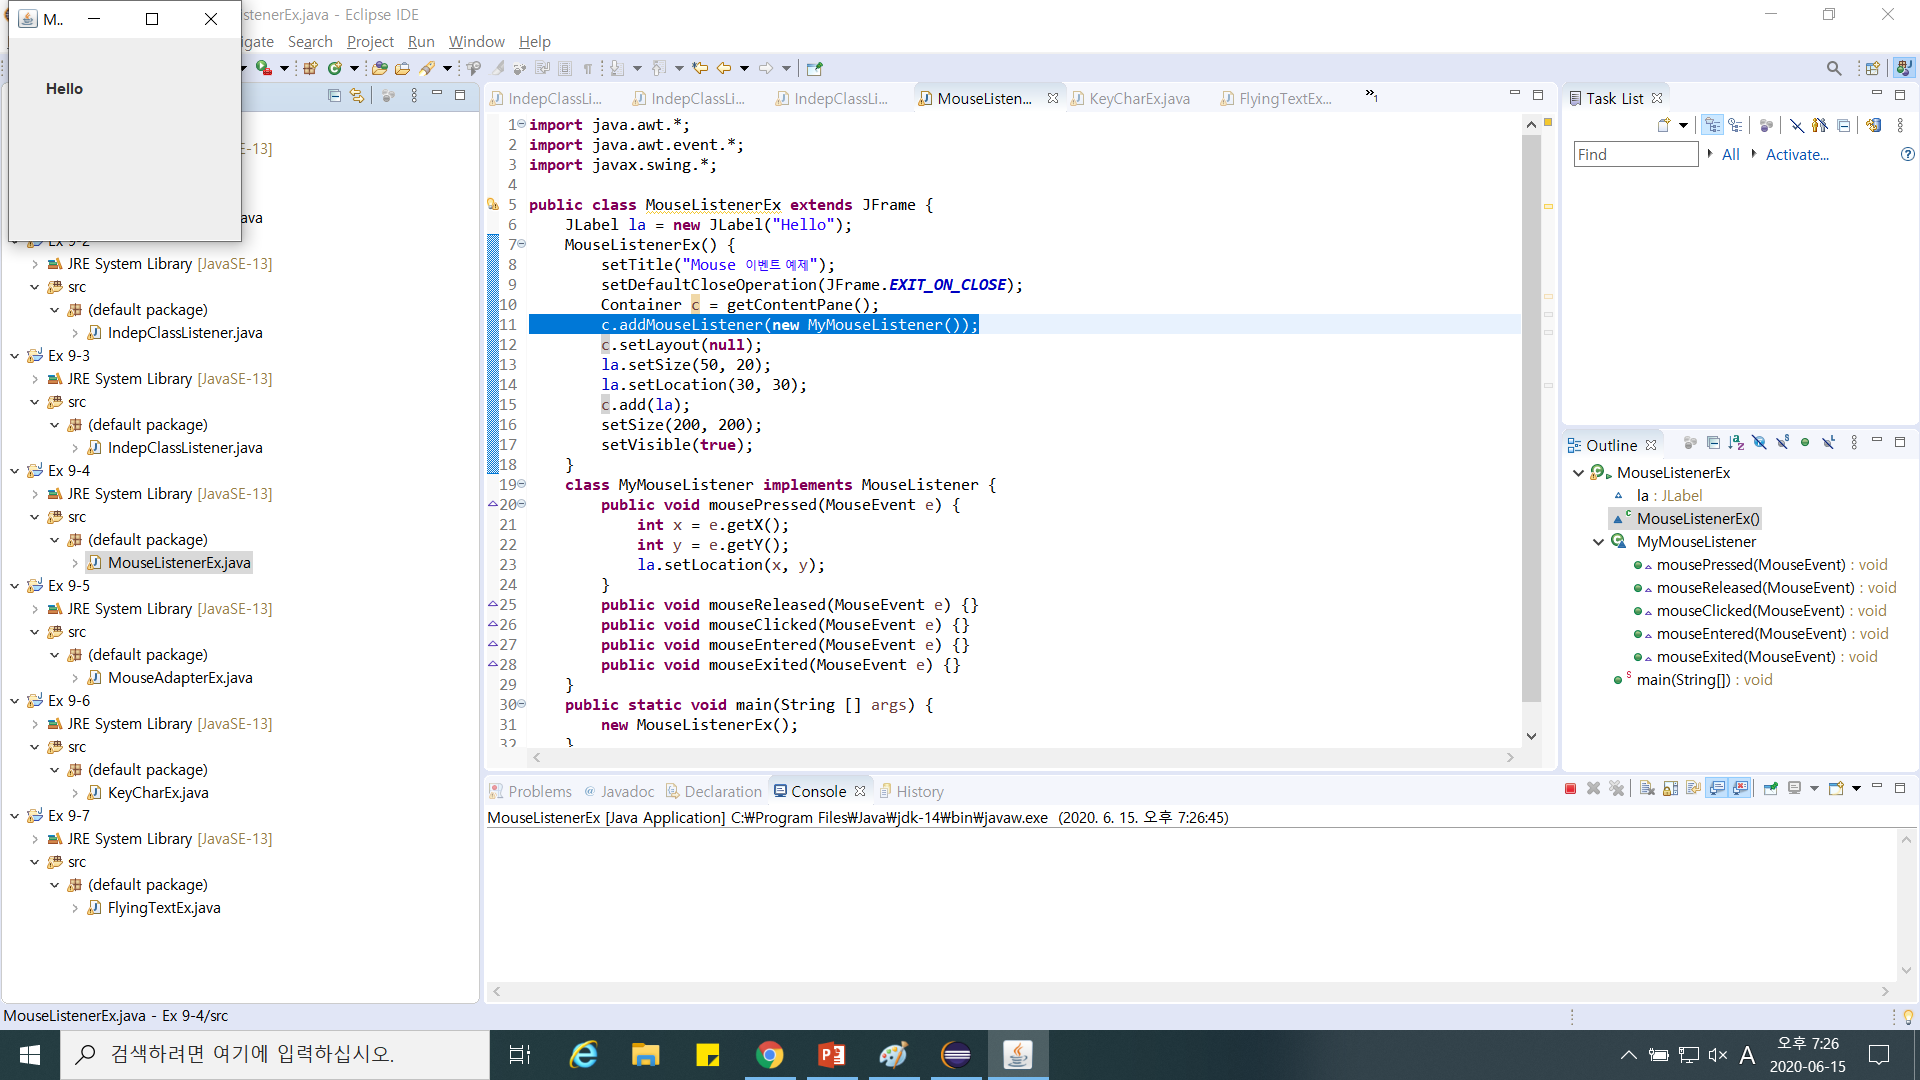 M..
stenerEx.java - Eclipse IDE
igate Search Project Run Window Help
Hello
E-13]
ava
Ex 9-2
JRE System Library [JavaSE-13]
src
(default package)
IndepClassListener.java
Ex 9-3
JRE System Library [JavaSE-13]
src
(default package)
IndepClassListener.java
Ex 9-4
JRE System Library [JavaSE-13]
src
(default package)
MouseListenerEx.java
Ex 9-5
JRE System Library [JavaSE-13]
src
(default package)
MouseAdapterEx.java
Ex 9-6
JRE System Library [JavaSE-13]
src
(default package)
KeyCharEx.java
Ex 9-7
JRE System Library [JavaSE-13]
src
(default package)
FlyingTextEx.java
IndepClassLi... IndepClassLi... IndepClassLi... MouseListen... KeyCharEx.java FlyingTextEx... »1
1 import java.awt.*;
2 import java.awt.event.*;
3 import javax.swing.*;
4
5 public class MouseListenerEx extends JFrame {
6 JLabel la = new JLabel("Hello");
7 MouseListenerEx() {
8 setTitle("Mouse 이벤트 예제");
9 setDefaultCloseOperation(JFrame.EXIT_ON_CLOSE);
10 Container c = getContentPane();
11 c.addMouseListener(new MyMouseListener());
12 c.setLayout(null);
13 la.setSize(50, 20);
14 la.setLocation(30, 30);
15 c.add(la);
16 setSize(200, 200);
17 setVisible(true);
18 }
19 class MyMouseListener implements MouseListener {
20 public void mousePressed(MouseEvent e) {
21 int x = e.getX();
22 int y = e.getY();
23 la.setLocation(x, y);
24 }
25 public void mouseReleased(MouseEvent e) {}
26 public void mouseClicked(MouseEvent e) {}
27 public void mouseEntered(MouseEvent e) {}
28 public void mouseExited(MouseEvent e) {}
29 }
30 public static void main(String [] args) {
31 new MouseListenerEx();
32 }
Task List
Find All Activate...
Outline
MouseListenerEx
la : JLabel
MouseListenerEx()
MyMouseListener
mousePressed(MouseEvent) : void
mouseReleased(MouseEvent) : void
mouseClicked(MouseEvent) : void
mouseEntered(MouseEvent) : void
mouseExited(MouseEvent) : void
main(String[]) : void
Problems @ Javadoc Declaration Console History
MouseListenerEx [Java Application] C:₩Program Files₩Java₩jdk-14₩bin₩javaw.exe (2020. 6. 15. 오후 7:26:45)
MouseListenerEx.java - Ex 9-4/src
검색하려면 여기에 입력하십시오.
A
오후 7:26
2020-06-15